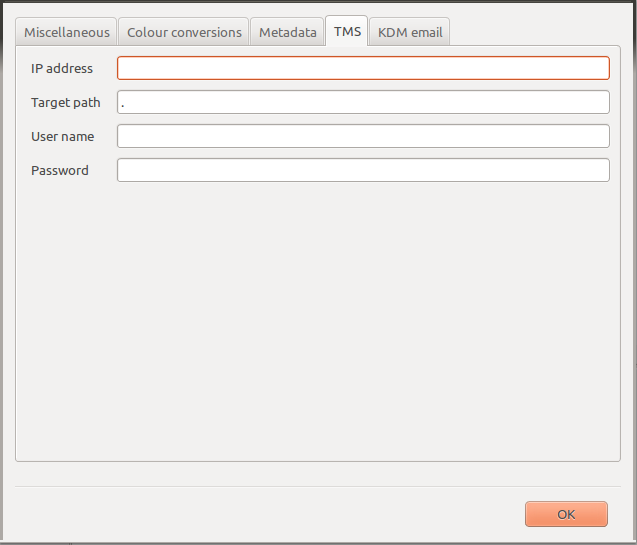 Miscellaneous Colour conversions Metadata TMS KDM email
IP address
Target path .
User name
Password
OK